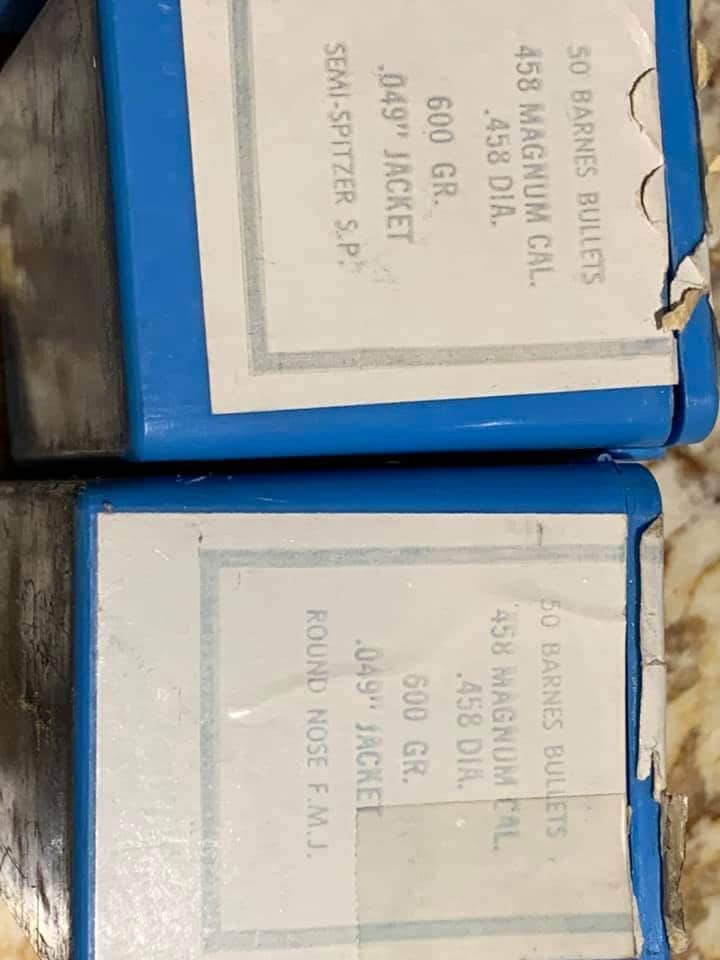 50 BARNES BULLETS
458 MAGNUM CAL.
.458 DIA.
600 GR.
.049" JACKET
SEMI-SPITZER S.P.
50 BARNES BULLETS
458 MAGNUM CAL.
.458 DIA.
600 GR.
.049" JACKET
ROUND NOSE F.M.J.